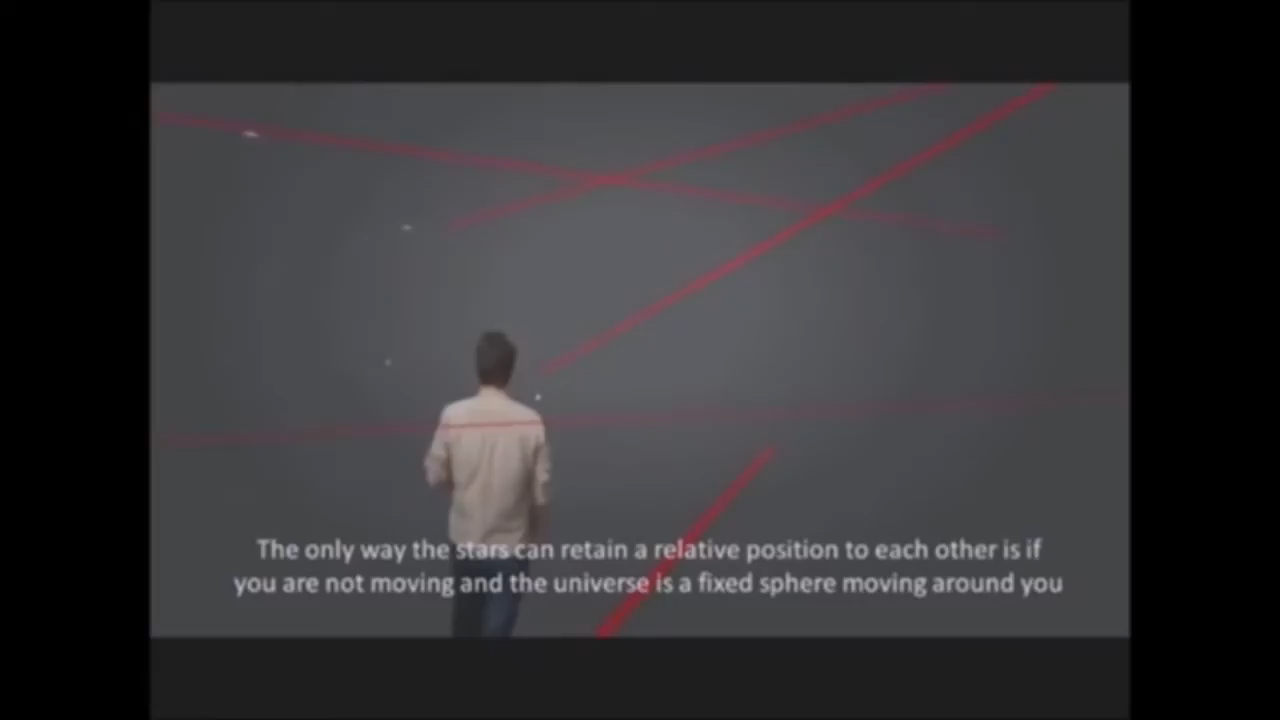 The only way the stars can retain a relative position to each other is if
you are not moving and the universe is a fixed sphere moving around you